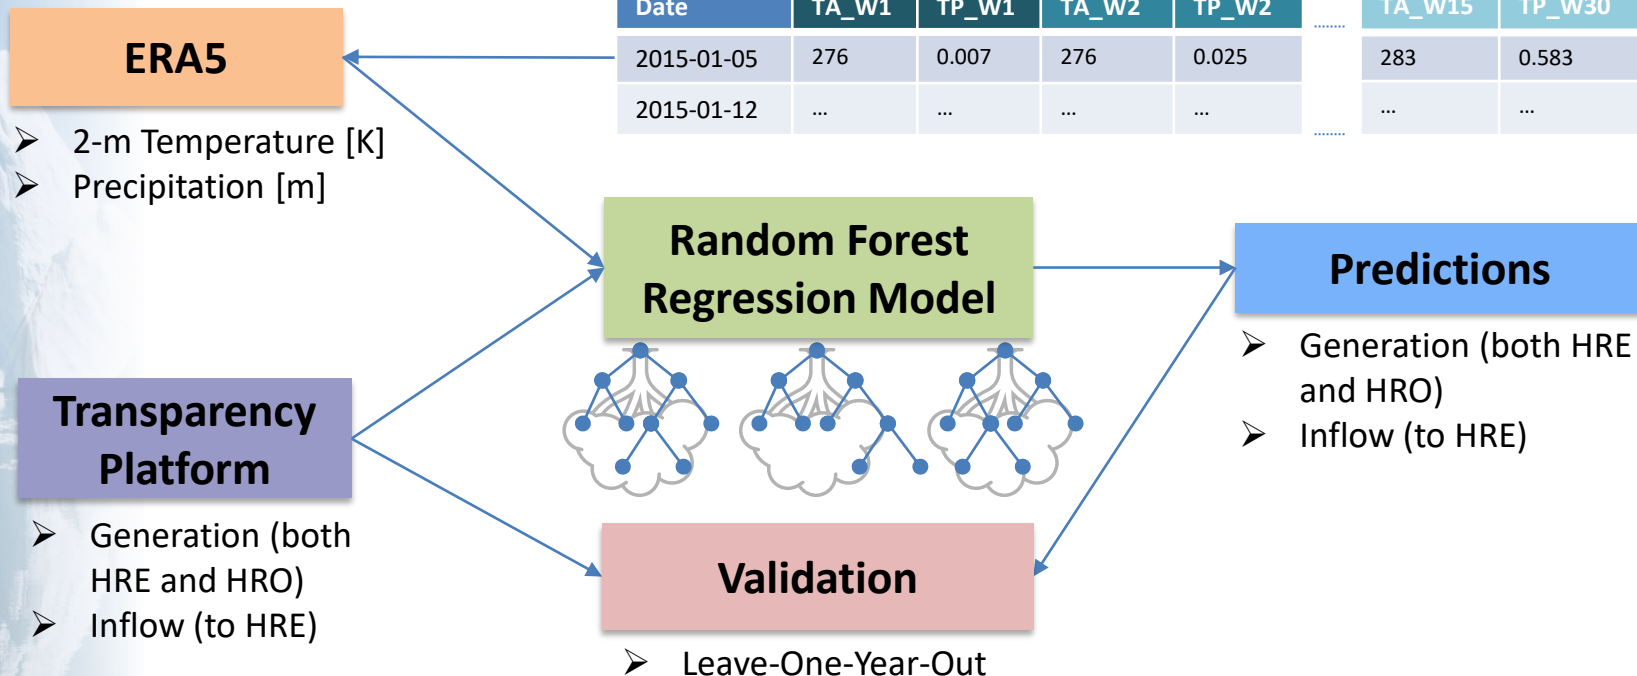 Date TA_W1 TP_W1 TA_W2 TP_W2 ........ TA_W15 TP_W30
2015-01-05 276 0.007 276 0.025 283 0.583
2015-01-12 ... ... ... ... ........ ... ...
ERA5
➢ 2-m Temperature [K]
➢ Precipitation [m]
Random Forest
Regression Model
Predictions
➢ Generation (both HRE
and HRO)
➢ Inflow (to HRE)
Transparency
Platform
➢ Generation (both
HRE and HRO)
➢ Inflow (to HRE)
Validation
➢ Leave-One-Year-Out